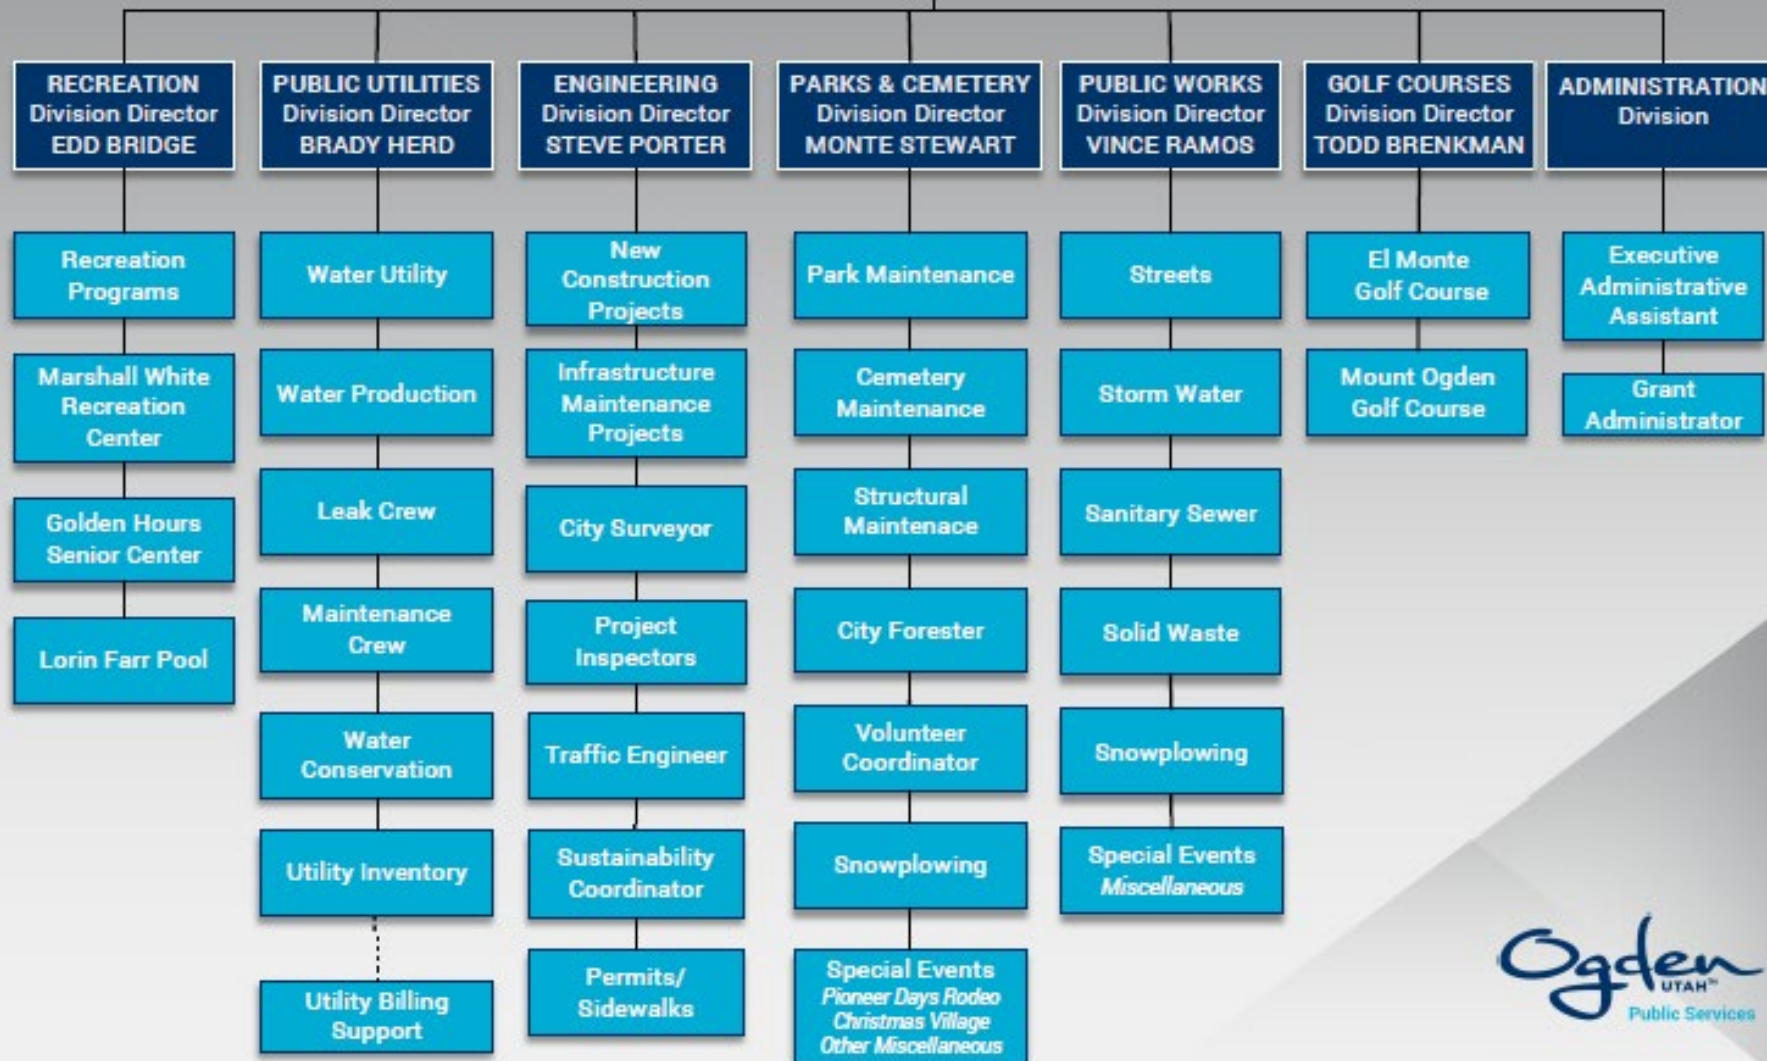 RECREATION
Division Director
EDD BRIDGE
PUBLIC UTILITIES
Division Director
BRADY HERD
ENGINEERING
Division Director
STEVE PORTER
PARKS & CEMETERY
Division Director
MONTE STEWART
PUBLIC WORKS
Division Director
VINCE RAMOS
GOLF COURSES
Division Director
TODD BRENKMAN
ADMINISTRATION
Division
Recreation
Programs
Marshall White
Recreation
Center
Golden Hours
Senior Center
Lorin Farr Pool
Water Utility
Water Production
Leak Crew
Maintenance
Crew
Water
Conservation
Utility Inventory
Utility Billing
Support
New
Construction
Projects
Infrastructure
Maintenance
Projects
City Surveyor
Project
Inspectors
Traffic Engineer
Sustainability
Coordinator
Permits/
Sidewalks
Park Maintenance
Cemetery
Maintenance
Structural
Maintenace
City Forester
Volunteer
Coordinator
Snowplowing
Special Events
Pioneer Days Rodeo
Christmas Village
Other Miscellaneous
Streets
Storm Water
Sanitary Sewer
Solid Waste
Snowplowing
Special Events
Miscellaneous
El Monte
Golf Course
Mount Ogden
Golf Course
Executive
Administrative
Assistant
Grant
Administrator
Ogden
UTAH™
Public Services